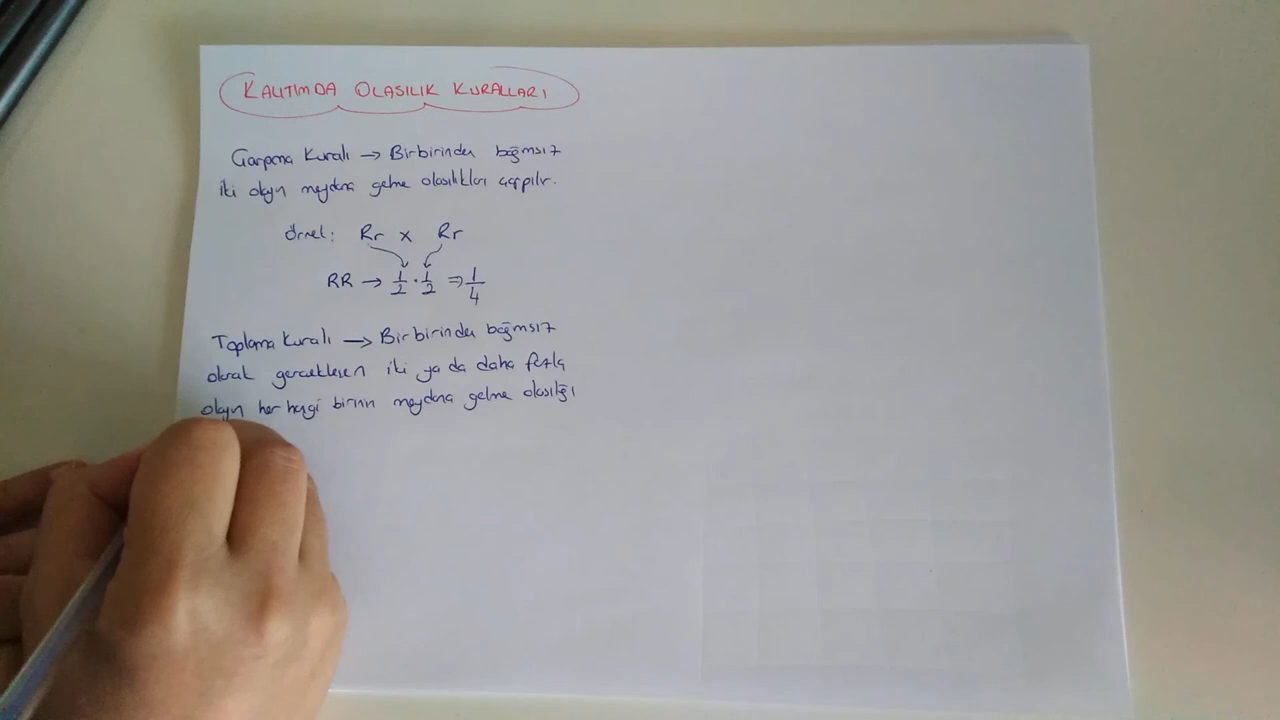 KALITIMDA OLASILIK KURALLARI
Çarpma Kuralı → Birbirinden bağımsız
iki olayın meydana gelme olasılıkları çarpılır.
Örnek: Rr x Rr
RR → 1/2 · 1/2 ⇒ 1/4
Toplama Kuralı → Birbirinden bağımsız
olarak gerçekleşen iki ya da daha fazla
olayın her hangi birinin meydana gelme olasılığı